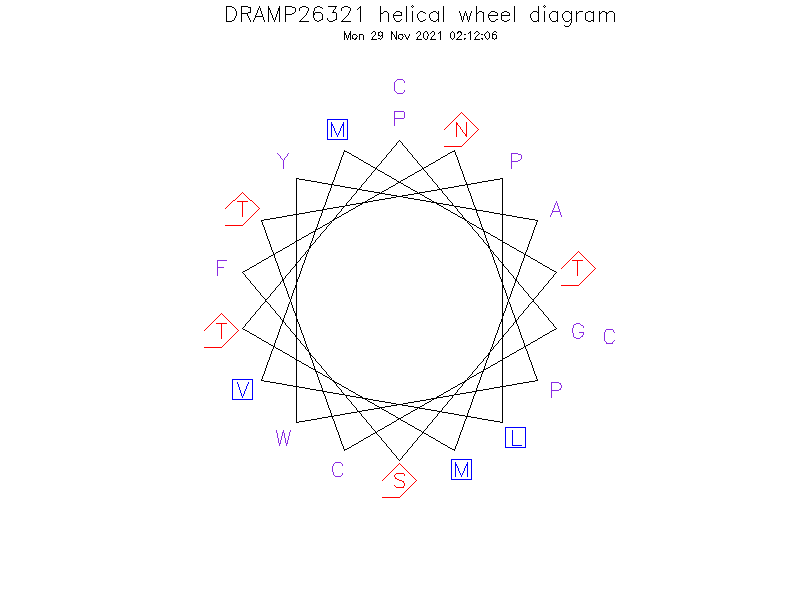 DRAMP26321 helical wheel diagram
Mon 29 Nov 2021 02:12:06
C
M P N
Y P
T A
F T
T G C
V P
W L
C M
S